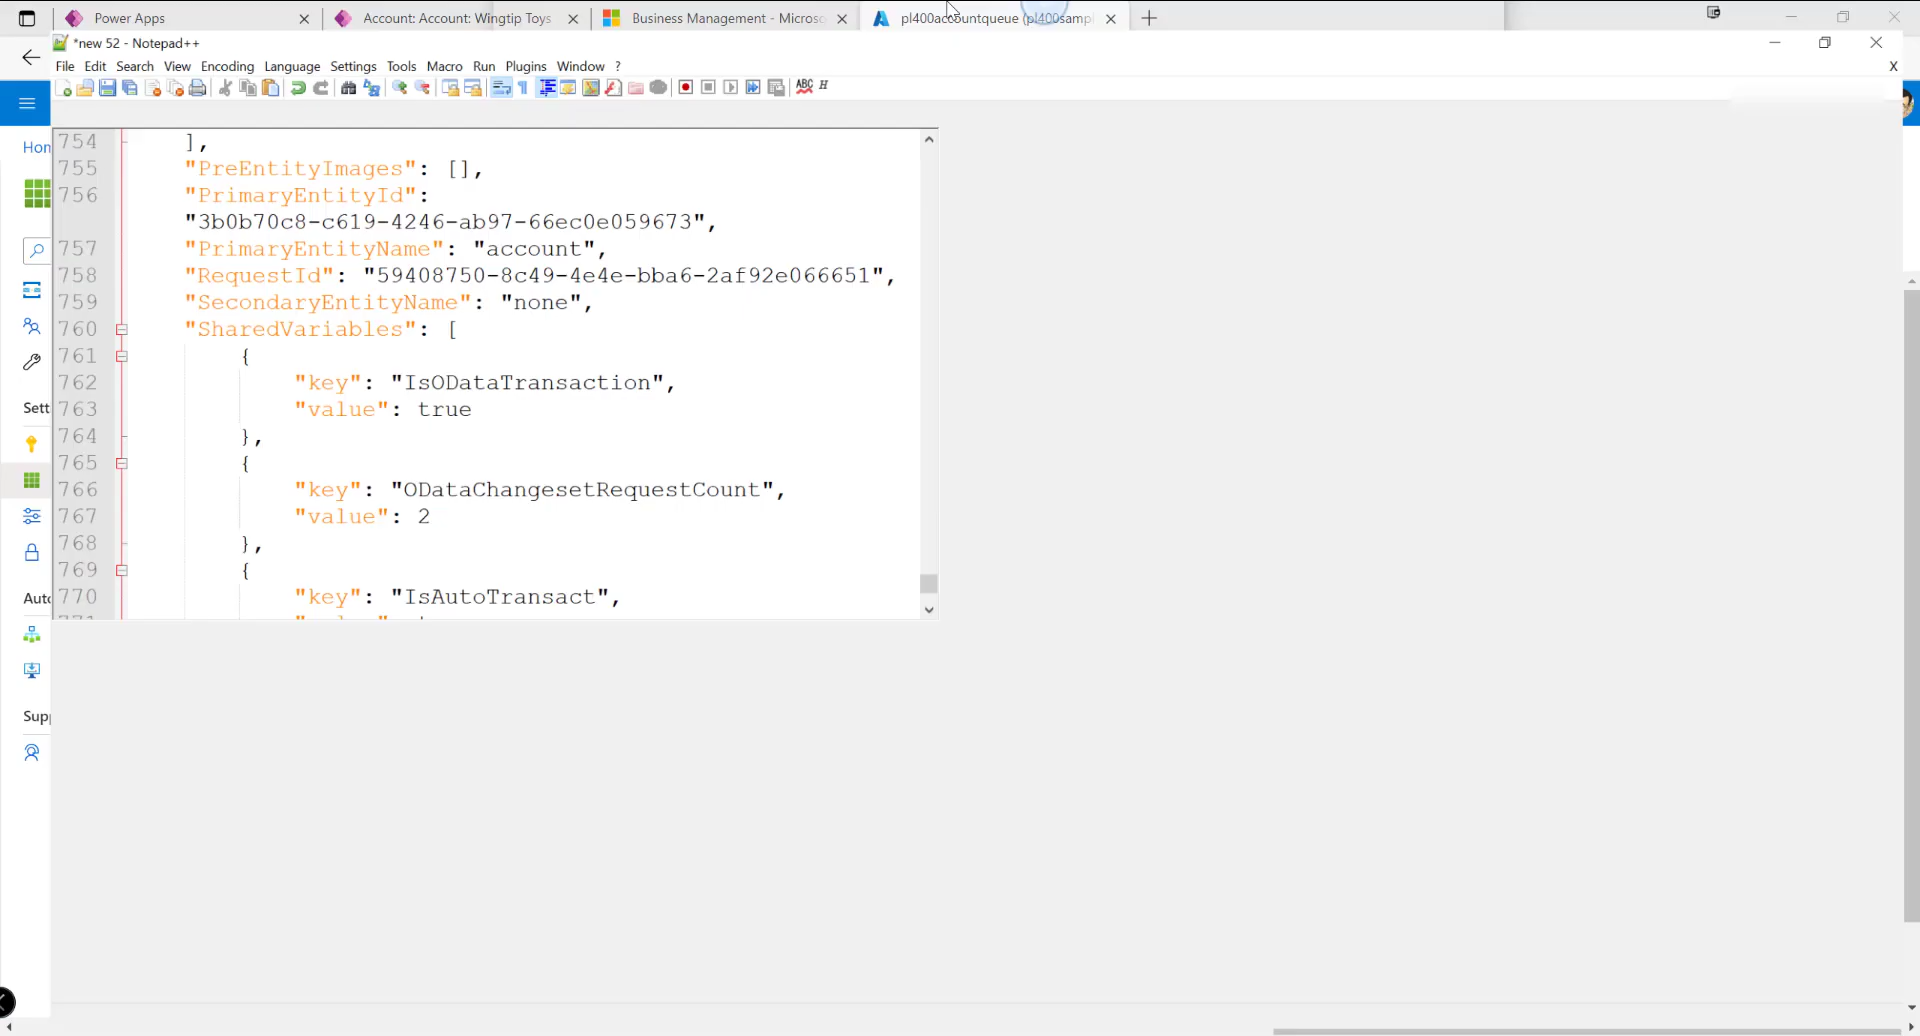 Power Apps
Account: Account: Wingtip Toys
Business Management - Microso
pl400accountqueue (pl400sampl
*new 52 - Notepad++
File Edit Search View Encoding Language Settings Tools Macro Run Plugins Window ?
X
ABC
754 ],
755 "PreEntityImages": [],
756 "PrimaryEntityId":
"3b0b70c8-c619-4246-ab97-66ec0e059673",
757 "PrimaryEntityName": "account",
758 "RequestId": "59408750-8c49-4e4e-bba6-2af92e066651",
759 "SecondaryEntityName": "none",
760 "SharedVariables": [
761 {
762 "key": "IsODataTransaction",
763 "value": true
764 },
765 {
766 "key": "ODataChangesetRequestCount",
767 "value": 2
768 },
769 {
770 "key": "IsAutoTransact",
Hon
Sett
Auto
Supp